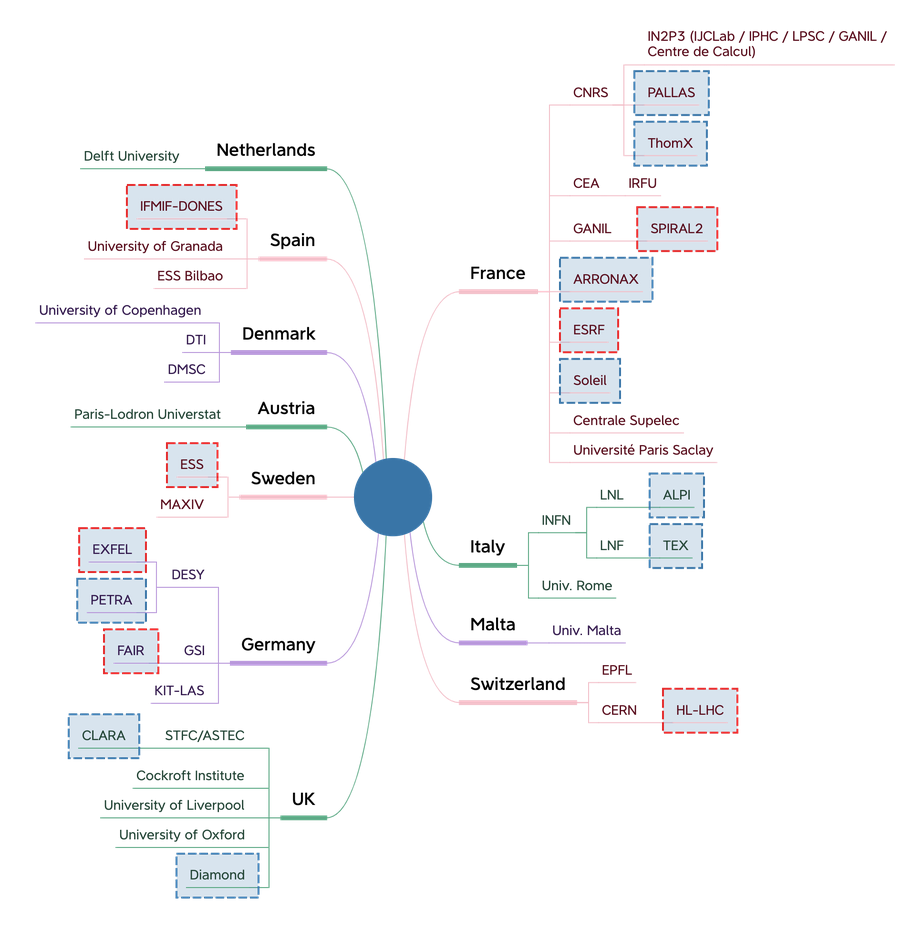 Netherlands
Delft University
Spain
IFMIF-DONES
University of Granada
ESS Bilbao
Denmark
University of Copenhagen
DTI
DMSC
Austria
Paris-Lodron Universtat
Sweden
ESS
MAXIV
Germany
DESY
EXFEL
PETRA
GSI
FAIR
KIT-LAS
UK
STFC/ASTEC
CLARA
Cockroft Institute
University of Liverpool
University of Oxford
Diamond
France
CNRS
IN2P3 (IJCLab / IPHC / LPSC / GANIL /
Centre de Calcul)
PALLAS
ThomX
CEA
IRFU
GANIL
SPIRAL2
ARRONAX
ESRF
Soleil
Centrale Supelec
Université Paris Saclay
Italy
INFN
LNL
ALPI
LNF
TEX
Univ. Rome
Malta
Univ. Malta
Switzerland
EPFL
CERN
HL-LHC